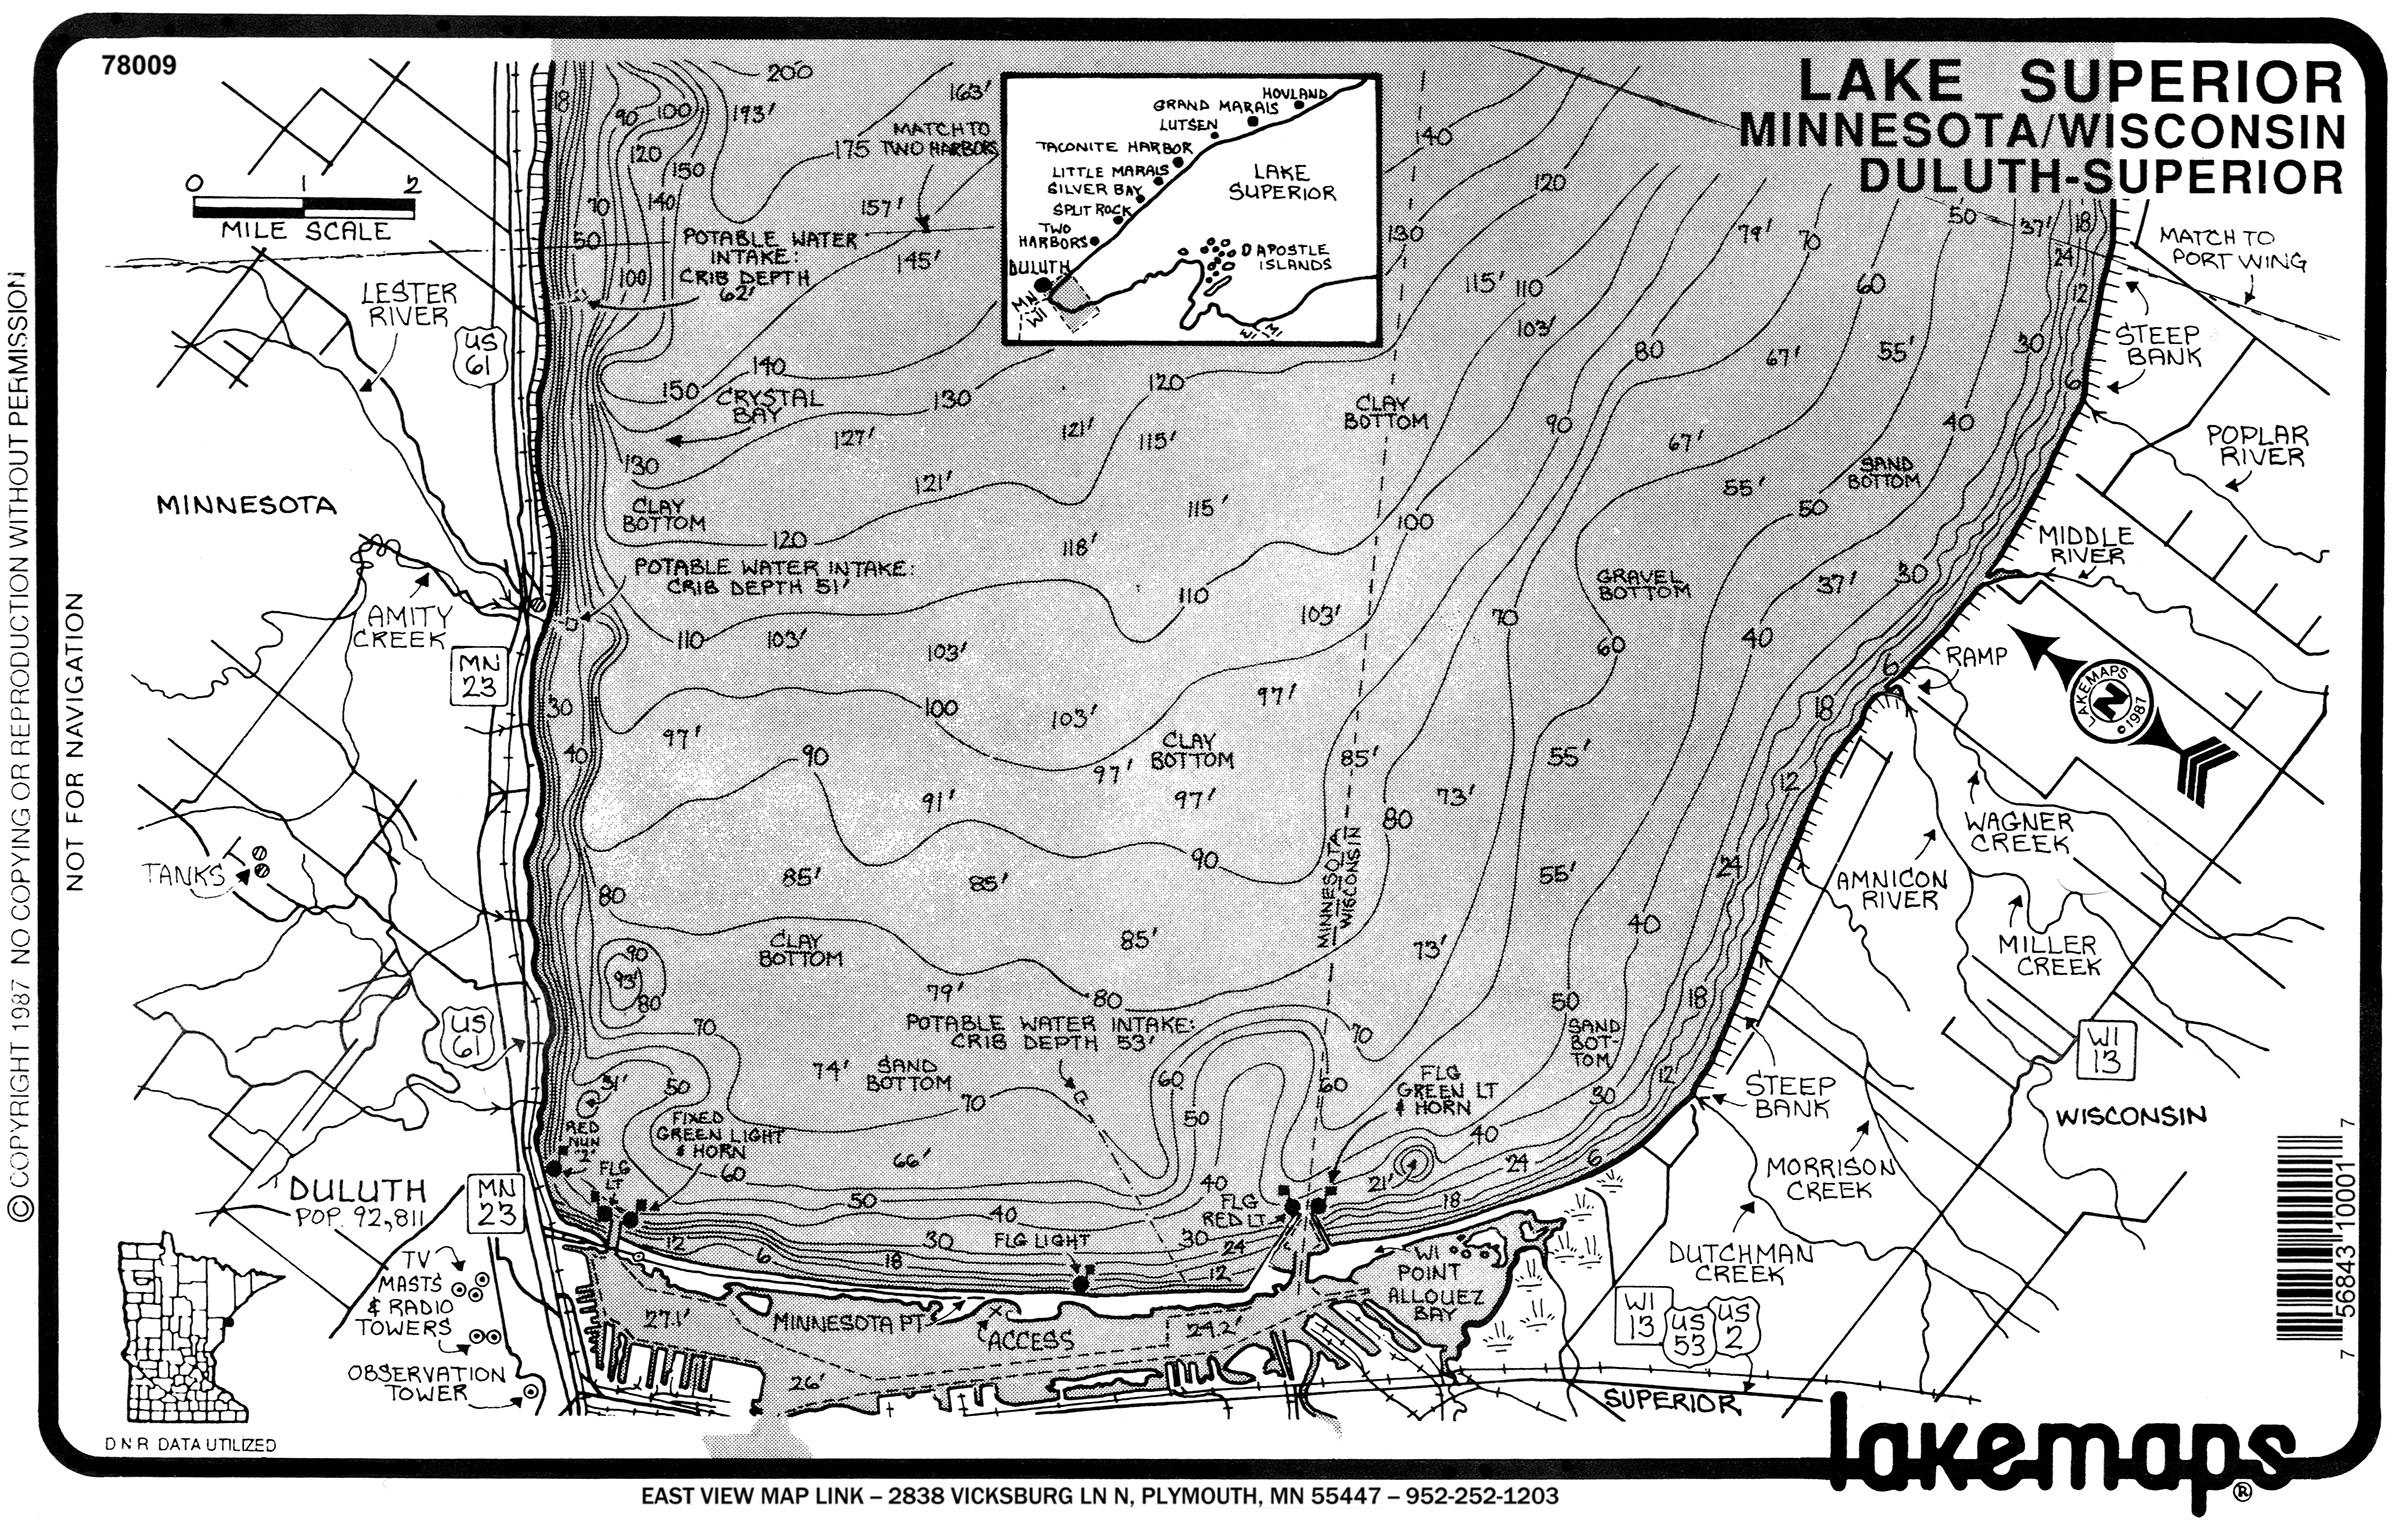 78009
LAKE SUPERIOR
MINNESOTA/WISCONSIN
DULUTH-SUPERIOR
0 1 2
MILE SCALE
HOVLAND
GRAND MARAIS
LUTSEN
TACONITE HARBOR
LITTLE MARAIS
SILVER BAY
SPLIT ROCK
TWO
HARBORS
DULUTH
MN
WI
LAKE
SUPERIOR
APOSTLE
ISLANDS
WI
MI
200
18
90
100
193'
163'
MATCH TO
TWO HARBORS
175
120
150
140
70
157'
50
POTABLE WATER
INTAKE:
CRIB DEPTH
62'
145'
100
140
120
130
115'
110
103'
79'
70
50
37'
18
24
12
60
80
67'
55'
30
6
MATCH TO
PORT WING
STEEP
BANK
LESTER
RIVER
US
61
140
150
CRYSTAL
BAY
130
120
CLAY
BOTTOM
127'
121'
115'
90
67'
40
POPLAR
RIVER
130
121'
115'
SAND
BOTTOM
55'
50
MINNESOTA
CLAY
BOTTOM
120
118'
100
MIDDLE
RIVER
POTABLE WATER INTAKE:
CRIB DEPTH 51'
110
103'
70
GRAVEL
BOTTOM
37'
30
AMITY
CREEK
MN
23
110
103'
103'
60
40
6
RAMP
LAKEMAPS
N
© 1987
30
40
97'
100
103'
97'
18
CLAY
BOTTOM
90
97'
85'
55'
12
91'
97'
73'
80
WAGNER
CREEK
TANKS
80
85'
85'
90
MINNESOTA
WISCONSIN
55'
24
AMNICON
RIVER
40
CLAY
BOTTOM
85'
73'
18
MILLER
CREEK
90
93'
80
79'
80
50
US
61
70
POTABLE WATER INTAKE:
CRIB DEPTH 53'
70
SAND
BOT-
TOM
WI
13
74'
SAND
BOTTOM
31'
50
60
60
FLG
GREEN LT
& HORN
12
30
STEEP
BANK
WISCONSIN
70
50
RED
NUN
"2"
FIXED
GREEN LIGHT
& HORN
66'
40
24
6
MORRISON
CREEK
FLG
LT
60
40
21'
DULUTH
POP. 92,811
MN
23
50
40
FLG
RED LT
18
12
6
18
30
FLG LIGHT
30
24
12
WI
POINT
ALLOUEZ
BAY
DUTCHMAN
CREEK
TV
MASTS
& RADIO
TOWERS
27.1'
MINNESOTA PT
ACCESS
24.2'
WI
13
US
53
US
2
OBSERVATION
TOWER
26'
SUPERIOR
D N R DATA UTILIZED
lakemaps®
7 56843 10001 7
© COPYRIGHT 1987 NO COPYING OR REPRODUCTION WITHOUT PERMISSION
NOT FOR NAVIGATION
EAST VIEW MAP LINK – 2838 VICKSBURG LN N, PLYMOUTH, MN 55447 – 952-252-1203